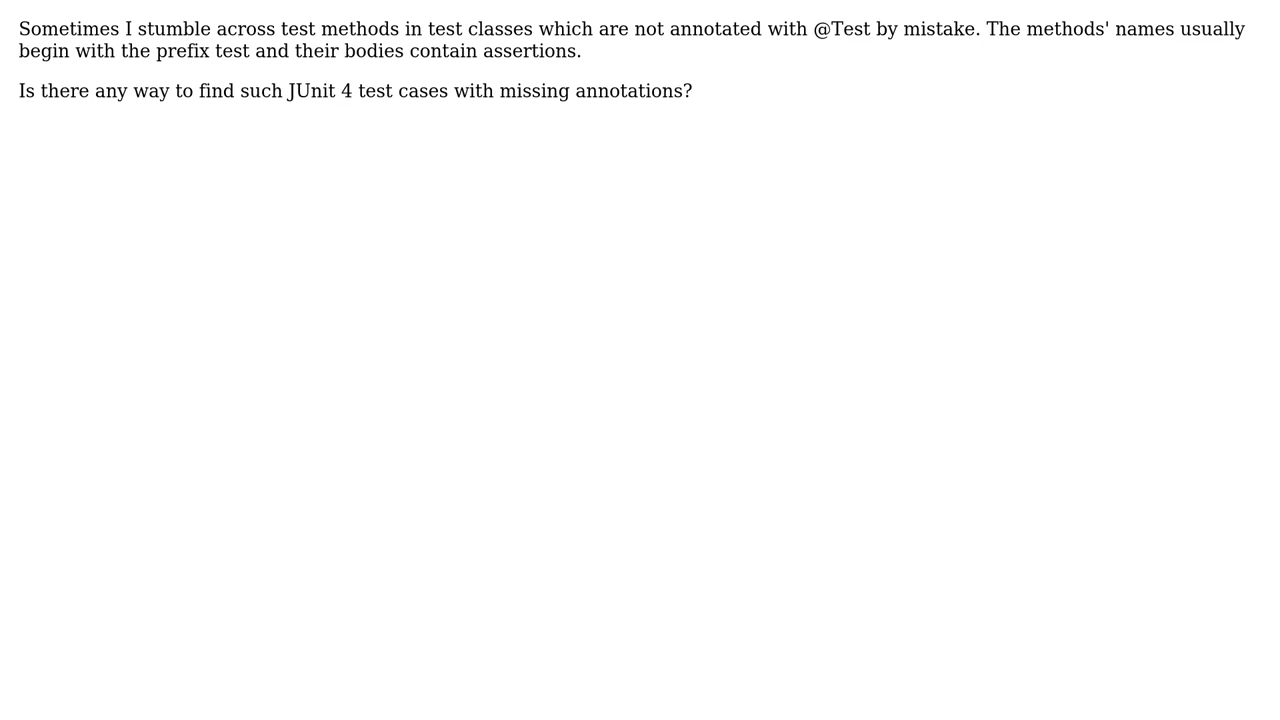 Sometimes I stumble across test methods in test classes which are not annotated with @Test by mistake. The methods' names usually
begin with the prefix test and their bodies contain assertions.
Is there any way to find such JUnit 4 test cases with missing annotations?